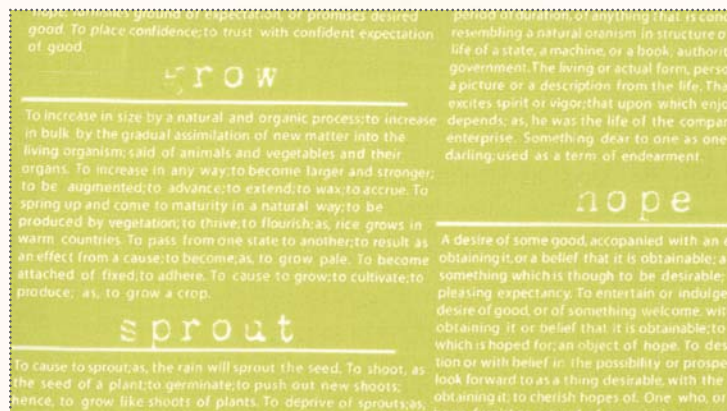 hope, furnishes ground of expectation, or promises desired
good. To place confidence;to trust with confident expectation
of good.
grow
To increase in size by a natural and organic process;to increase
in bulk by the gradual assimilation of new matter into the
living organism; said of animals and vegetables and their
organs. To increase in any way;to become larger and stronger;
to be augmented;to advance;to extend;to wax;to accrue. To
spring up and come to maturity in a natural way;to be
produced by vegetation;to thrive;to flourish;as, rice grows in
warm countries. To pass from one state to another;to result as
an effect from a cause;to become;as, to grow pale. To become
attached of fixed;to adhere. To cause to grow;to cultivate;to
produce; as, to grow a crop.
sprout
To cause to sprout;as, the rain will sprout the seed. To shoot, as
the seed of a plant;to germinate;to push out new shoots;
hence, to grow like shoots of plants. To deprive of sprouts;as,
period of duration, of anything that is
resembling a natural oranism in structure
life of a state, a machine, or a book, author
government. The living or actual form,
a picture or a description from the life.
excites spirit or vigor;that upon which
depends; as, he was the life of the
enterprise. Something dear to one as one
darling;used as a term of endearment.
hope
A desire of some good, accopanied with an
obtaining it,or a belief that it is obtainable;
something which is though to be desirable
pleasing expectancy. To entertain or
desire of good, or of something welcome,
obtaining it or belief that it is obtainable;to
which is hoped for;an object of hope. To
tion or with belief in the possibility or
look forward to as a thing desirable, with
obtaining it; to cherish hopes of. One who,